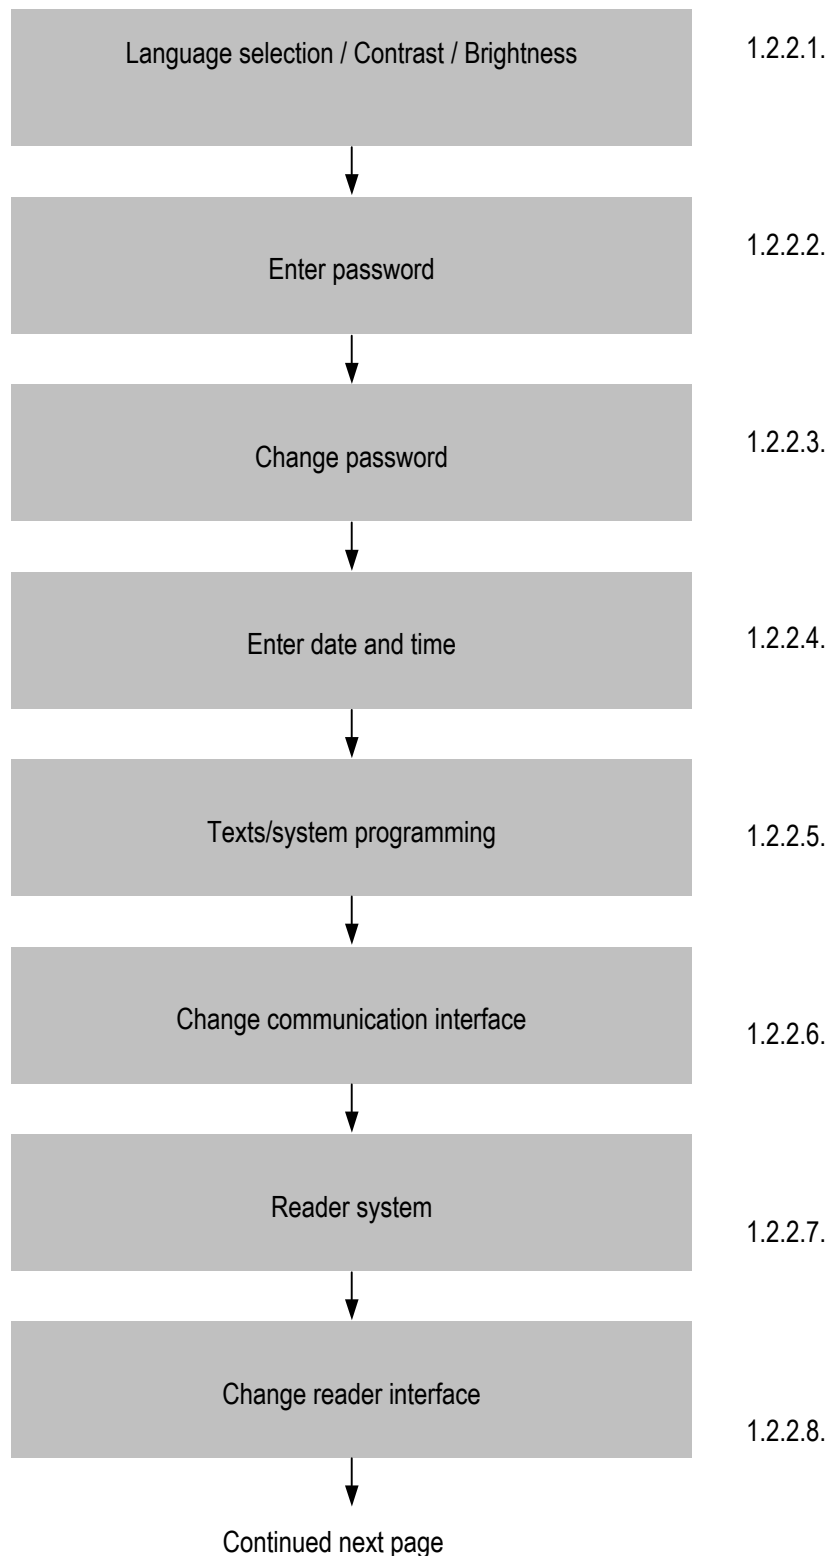 Language selection / Contrast / Brightness
1.2.2.1.
Enter password
1.2.2.2.
Change password
1.2.2.3.
Enter date and time
1.2.2.4.
Texts/system programming
1.2.2.5.
Change communication interface
1.2.2.6.
Reader system
1.2.2.7.
Change reader interface
1.2.2.8.
Continued next page